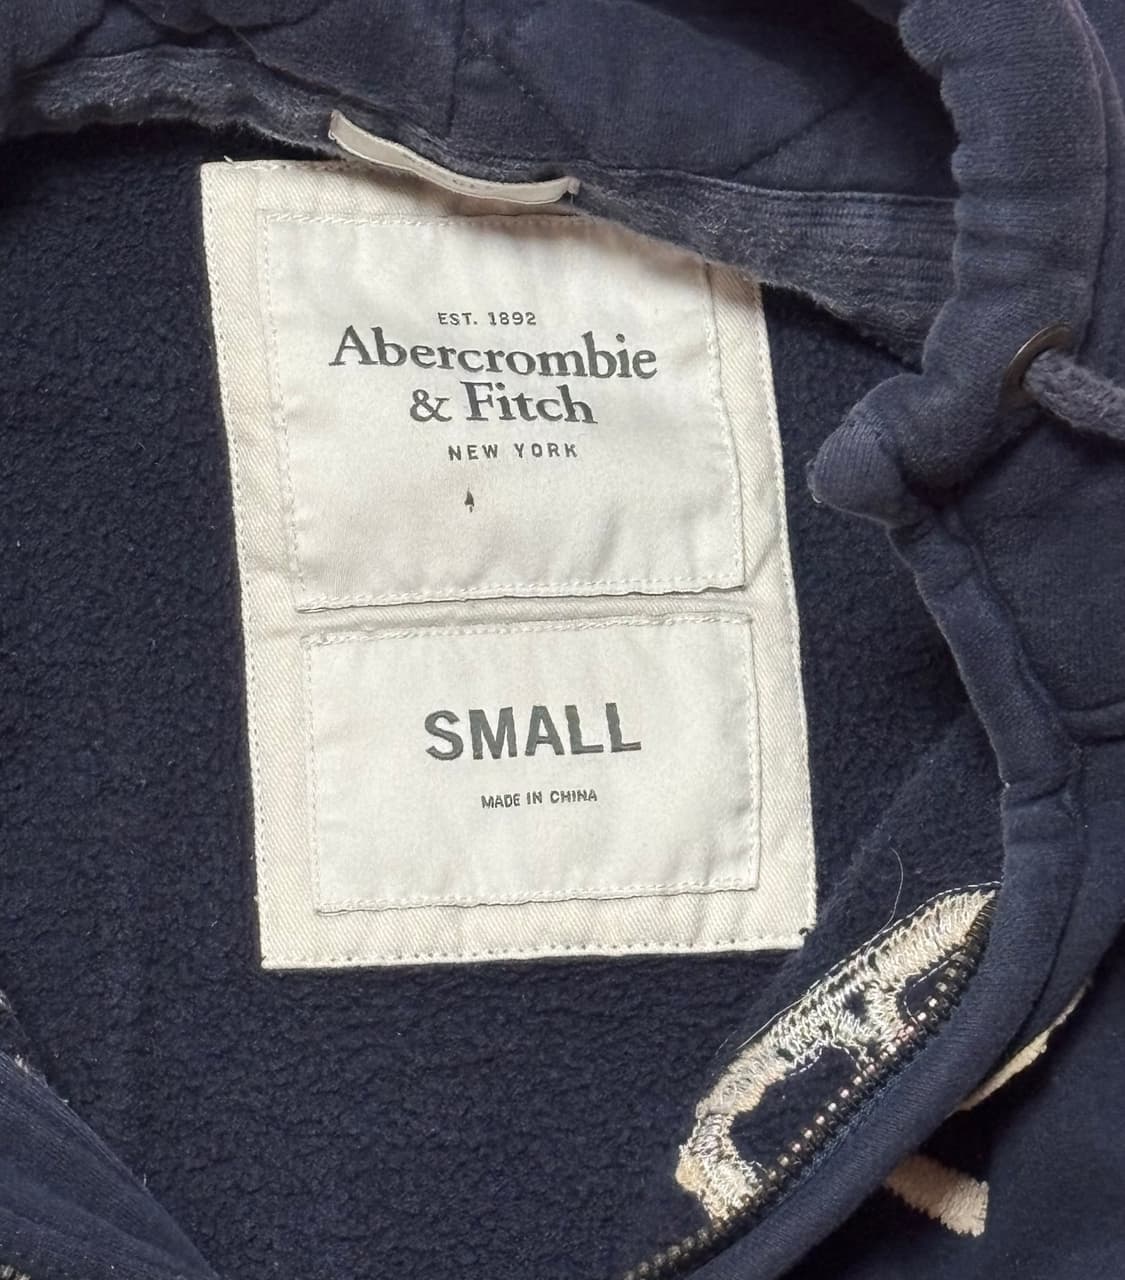 EST. 1892
Abercrombie
& Fitch
NEW YORK
SMALL
MADE IN CHINA